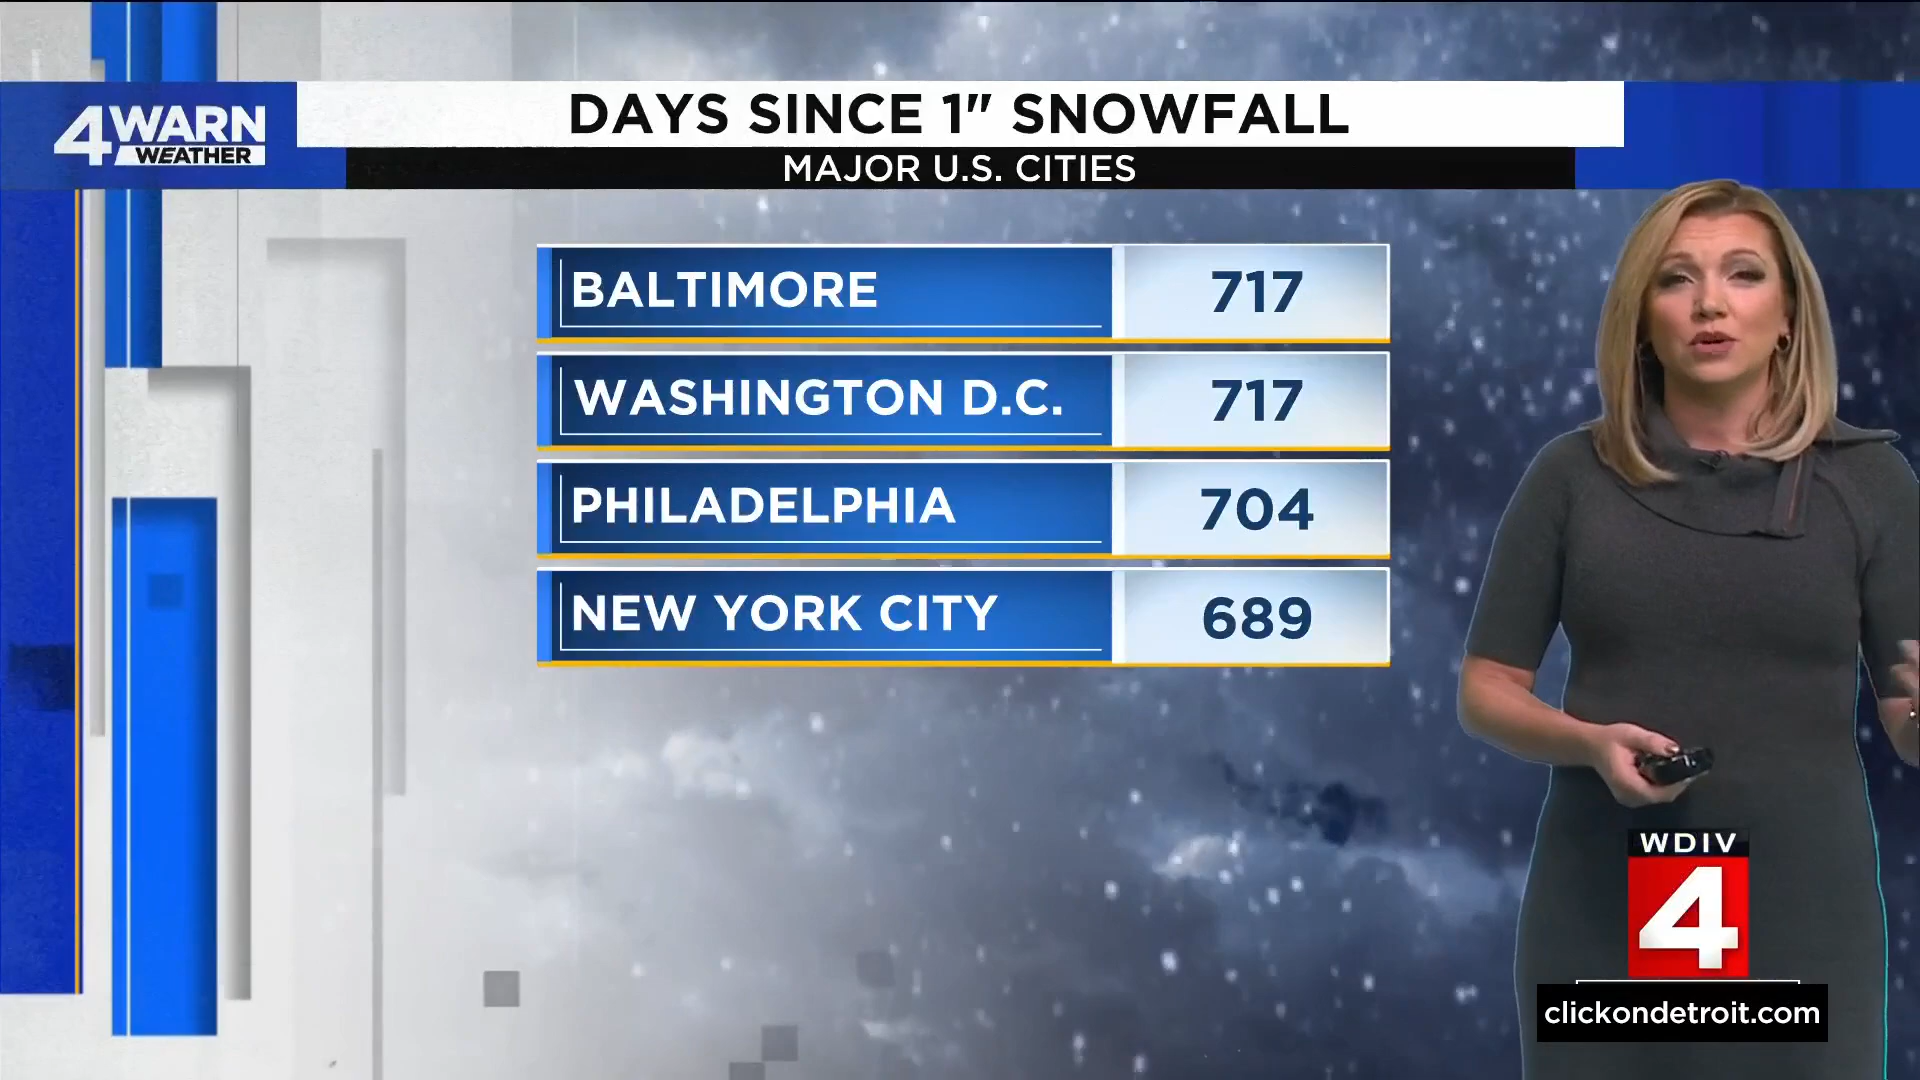 4WARN
WEATHER
DAYS SINCE 1" SNOWFALL
MAJOR U.S. CITIES
BALTIMORE 717
WASHINGTON D.C. 717
PHILADELPHIA 704
NEW YORK CITY 689
WDIV
4
clickondetroit.com